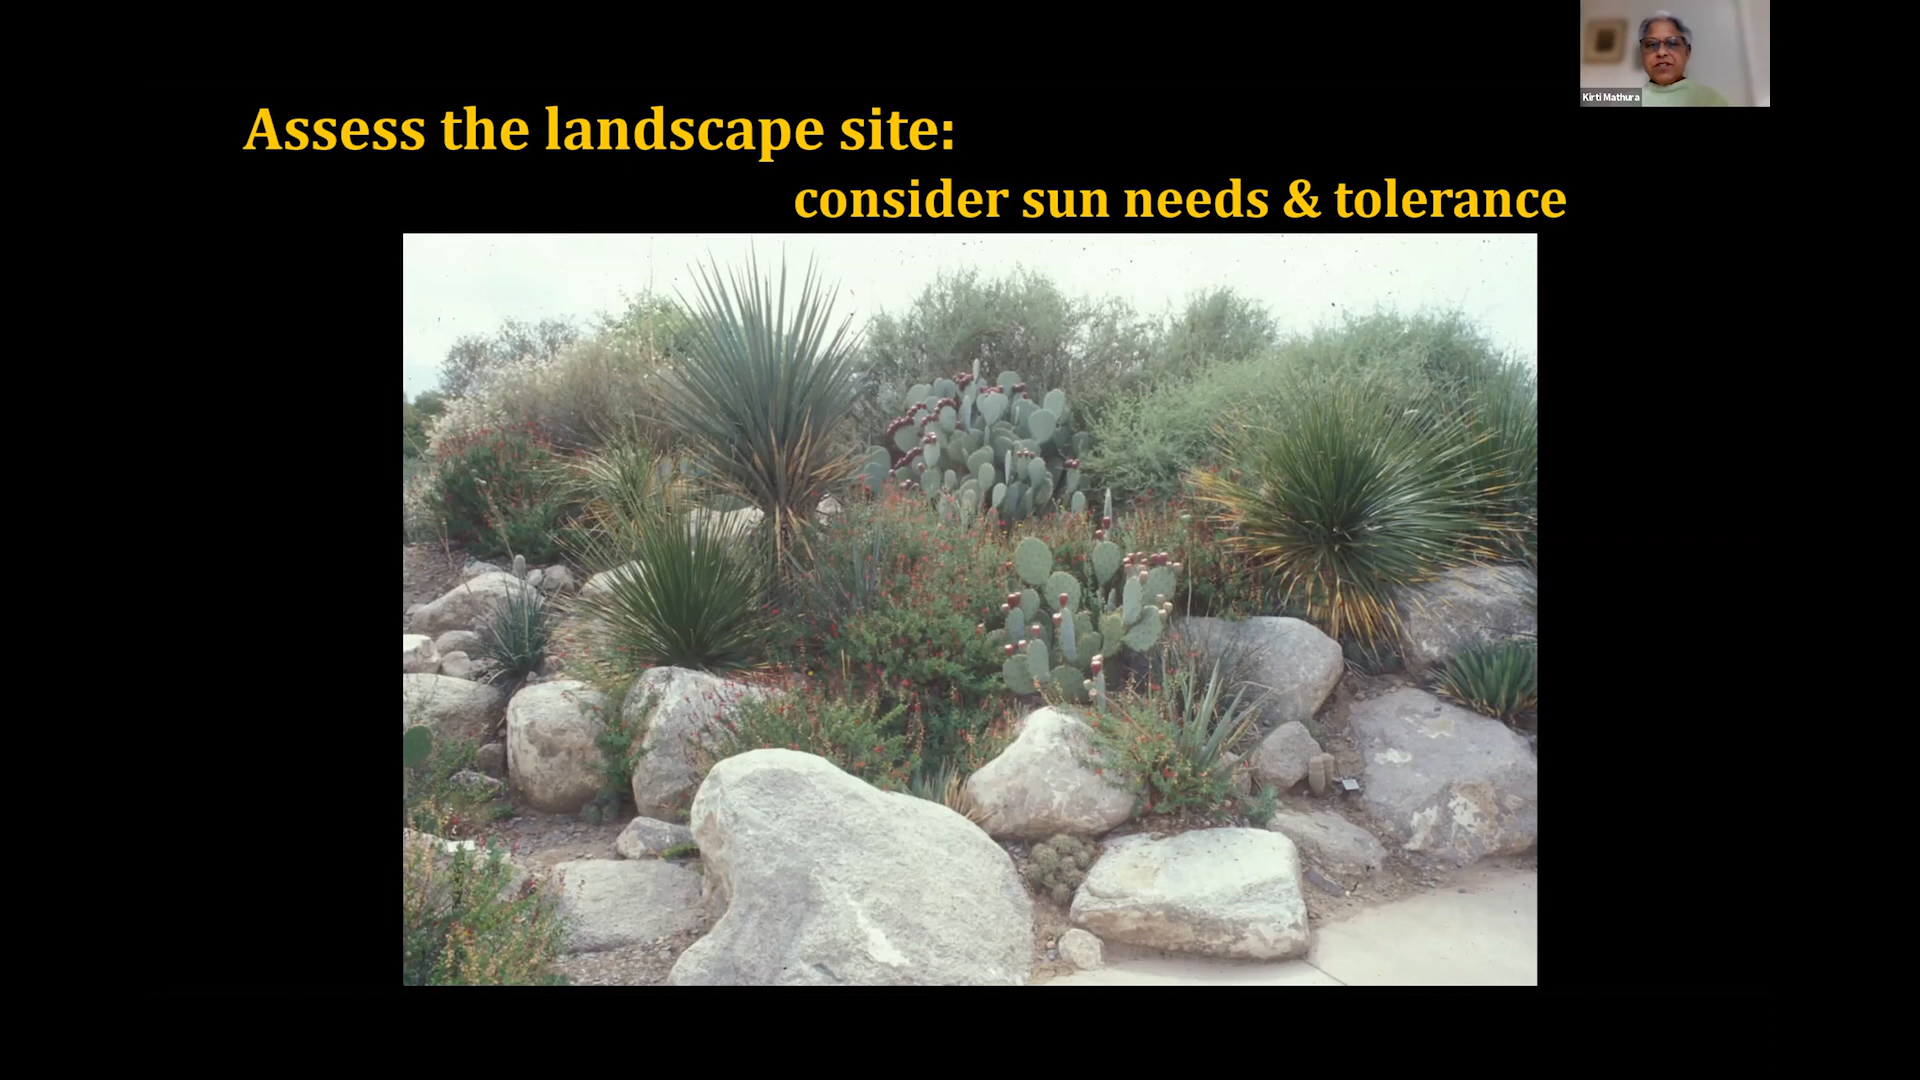 Kirti Mathura
Assess the landscape site:
consider sun needs & tolerance